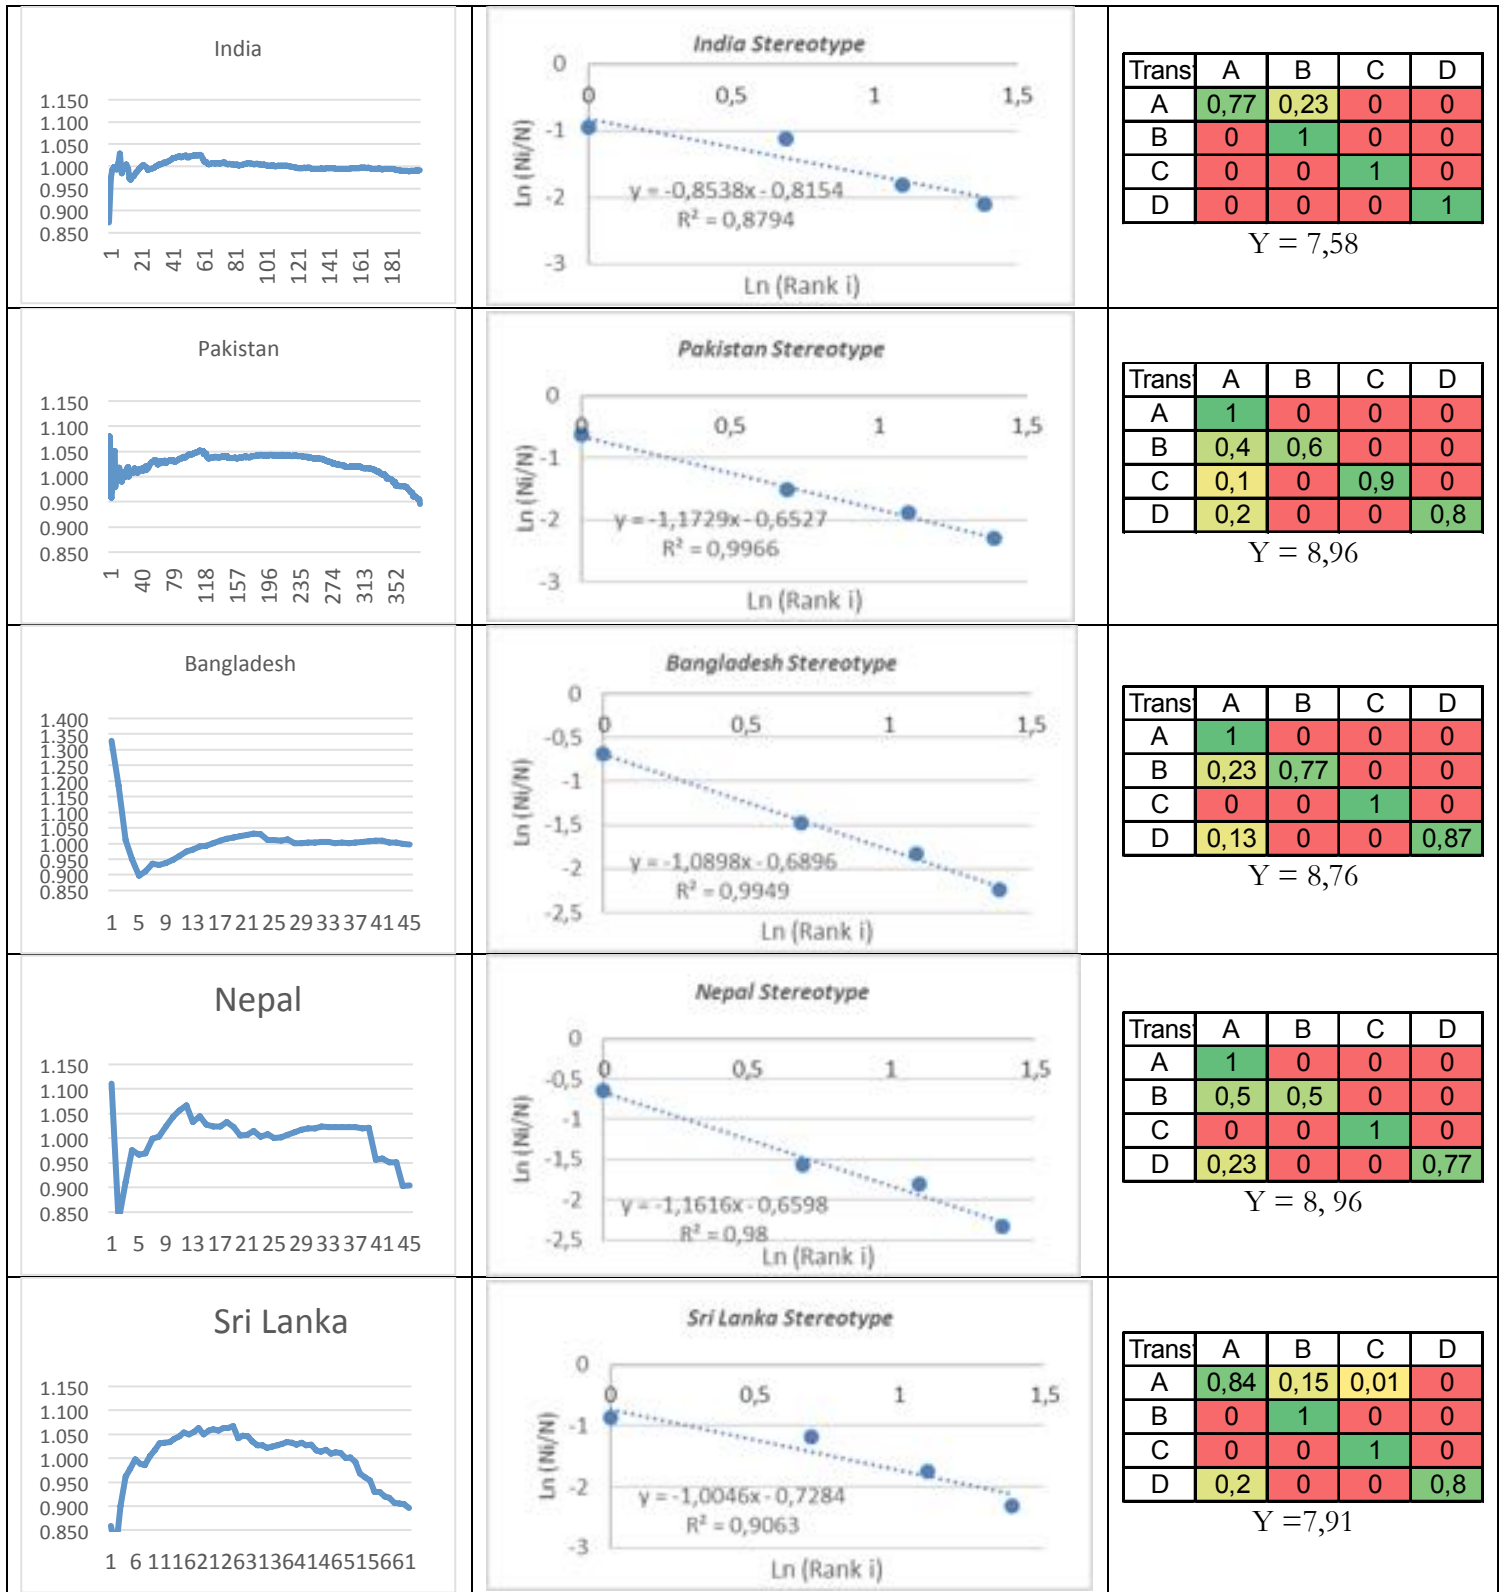 India
1.150
1.100
1.050
1.000
0.950
0.900
0.850
1 21 41 61 81 101 121 141 161 181
India Stereotype
0
0 0,5 1 1,5
-1
-2
-3
Ln (Ni/N)
y = -0,8538x - 0,8154
R² = 0,8794
Ln (Rank i)
Trans A B C D
A 0,77 0,23 0 0
B 0 1 0 0
C 0 0 1 0
D 0 0 0 1
Y = 7,58
Pakistan
1.150
1.100
1.050
1.000
0.950
0.900
0.850
1 40 79 118 157 196 235 274 313 352
Pakistan Stereotype
0
0 0,5 1 1,5
-1
-2
-3
Ln (Ni/N)
y = -1,1729x - 0,6527
R² = 0,9966
Ln (Rank i)
Trans A B C D
A 1 0 0 0
B 0,4 0,6 0 0
C 0,1 0 0,9 0
D 0,2 0 0 0,8
Y = 8,96
Bangladesh
1.400
1.350
1.300
1.250
1.200
1.150
1.100
1.050
1.000
0.950
0.900
0.850
1 5 9 13 17 21 25 29 33 37 41 45
Bangladesh Stereotype
0
0 0,5 1 1,5
-0,5
-1
-1,5
-2
-2,5
Ln (Ni/N)
y = -1,0898x - 0,6896
R² = 0,9949
Ln (Rank i)
Trans A B C D
A 1 0 0 0
B 0,23 0,77 0 0
C 0 0 1 0
D 0,13 0 0 0,87
Y = 8,76
Nepal
1.150
1.100
1.050
1.000
0.950
0.900
0.850
1 5 9 13 17 21 25 29 33 37 41 45
Nepal Stereotype
0
0 0,5 1 1,5
-0,5
-1
-1,5
-2
-2,5
Ln (Ni/N)
y = -1,1616x - 0,6598
R² = 0,98
Ln (Rank i)
Trans A B C D
A 1 0 0 0
B 0,5 0,5 0 0
C 0 0 1 0
D 0,23 0 0 0,77
Y = 8, 96
Sri Lanka
1.150
1.100
1.050
1.000
0.950
0.900
0.850
1 6 11 16 21 26 31 36 41 46 51 56 61
Sri Lanka Stereotype
0
0 0,5 1 1,5
-1
-2
-3
Ln (Ni/N)
y = -1,0046x - 0,7284
R² = 0,9063
Ln (Rank i)
Trans A B C D
A 0,84 0,15 0,01 0
B 0 1 0 0
C 0 0 1 0
D 0,2 0 0 0,8
Y =7,91